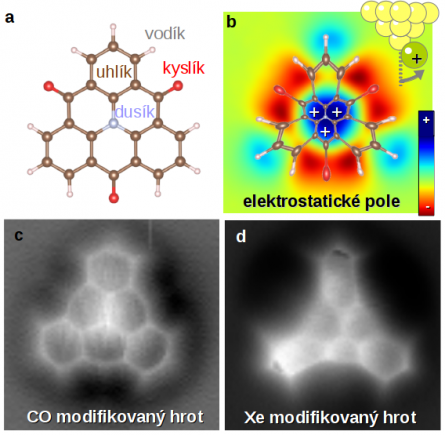 a
vodík
uhlík
kyslík
dusík
b
+
+
+
+
+
-
elektrostatické pole
c
CO modifikovaný hrot
d
Xe modifikovaný hrot